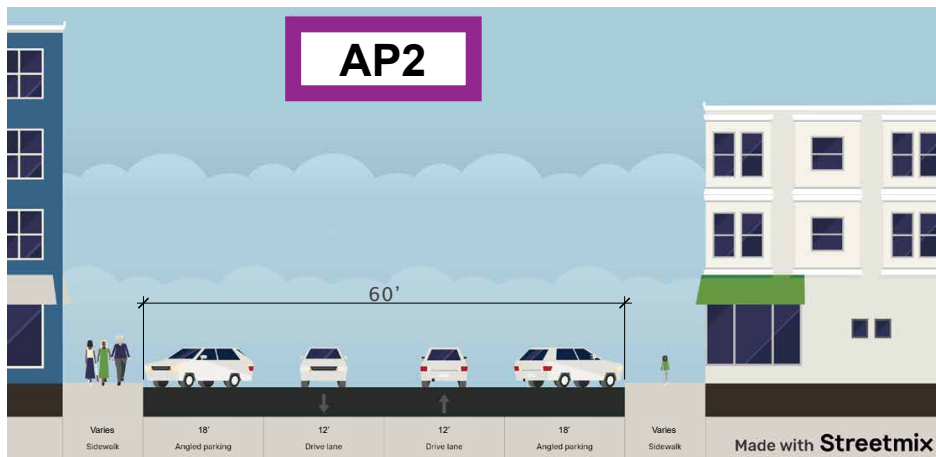 AP2
60’
Varies 18' 12' 12' 18' Varies
Sidewalk Angled parking Drive lane Drive lane Angled parking Sidewalk
Made with Streetmix